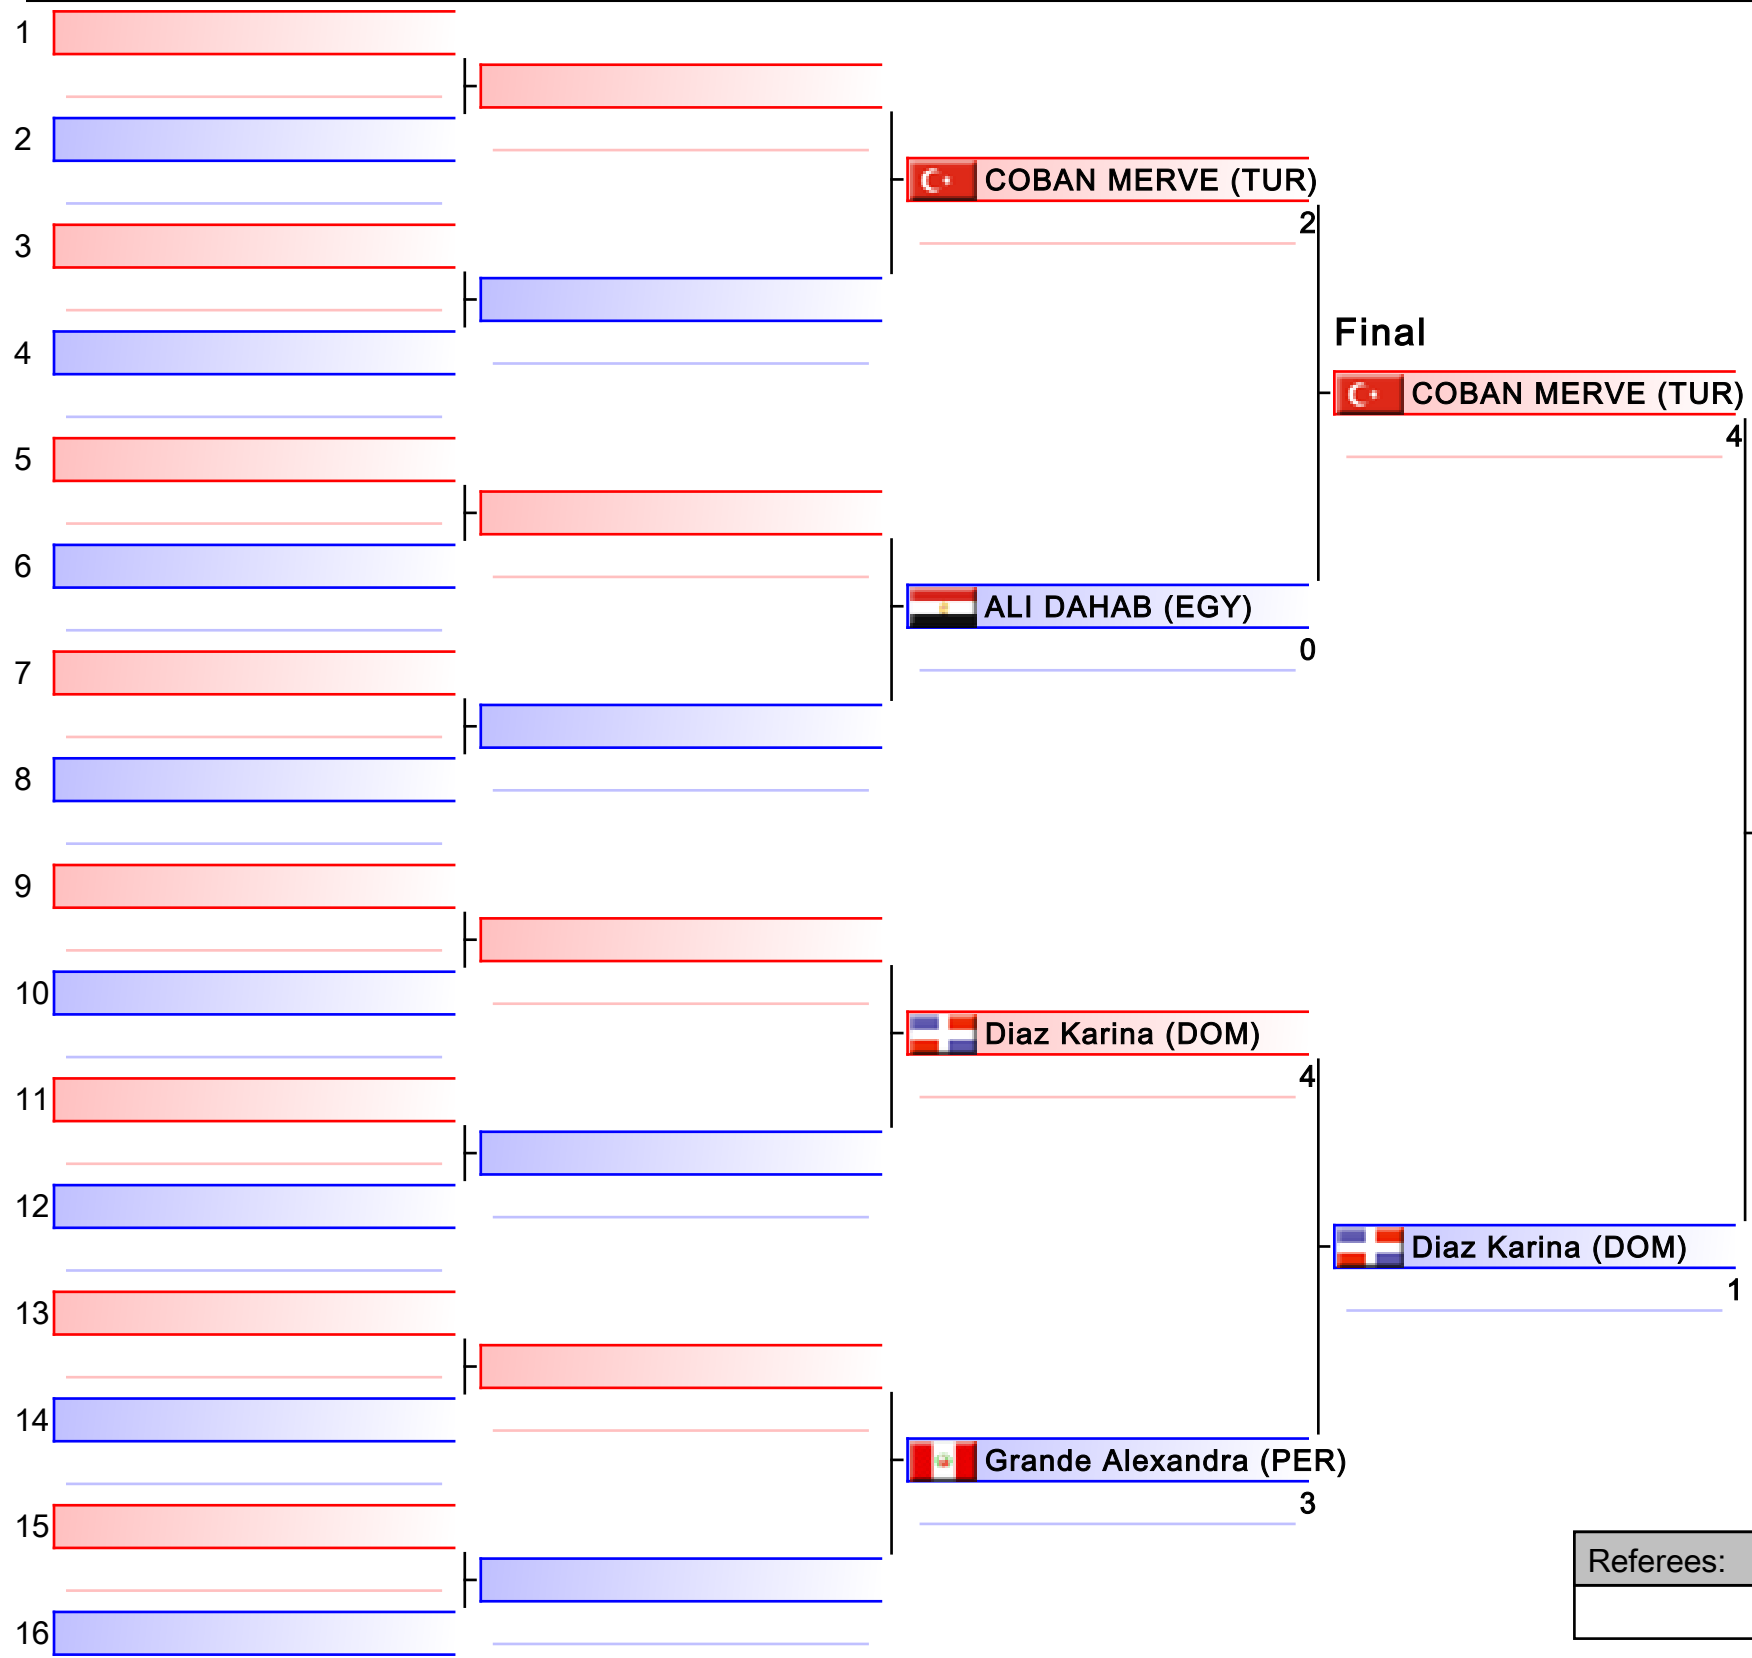 1
2
COBAN MERVE (TUR)
2
3
Final
4
COBAN MERVE (TUR)
4
5
6
ALI DAHAB (EGY)
0
7
8
9
10
Diaz Karina (DOM)
4
11
12
Diaz Karina (DOM)
1
13
14
Grande Alexandra (PER)
3
15
Referees:
16